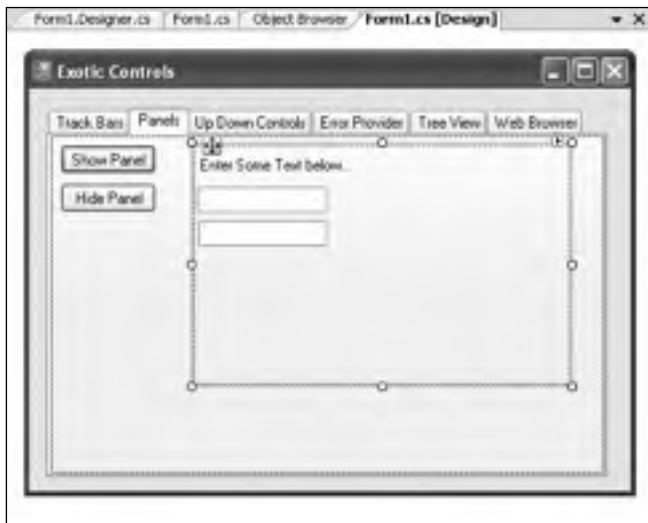 Form1.Designer.cs Form1.cs Object Browser Form1.cs [Design]
Exotic Controls
Track Bars Panels Up Down Controls Error Provider Tree View Web Browser
Show Panel
Enter Some Text below...
Hide Panel